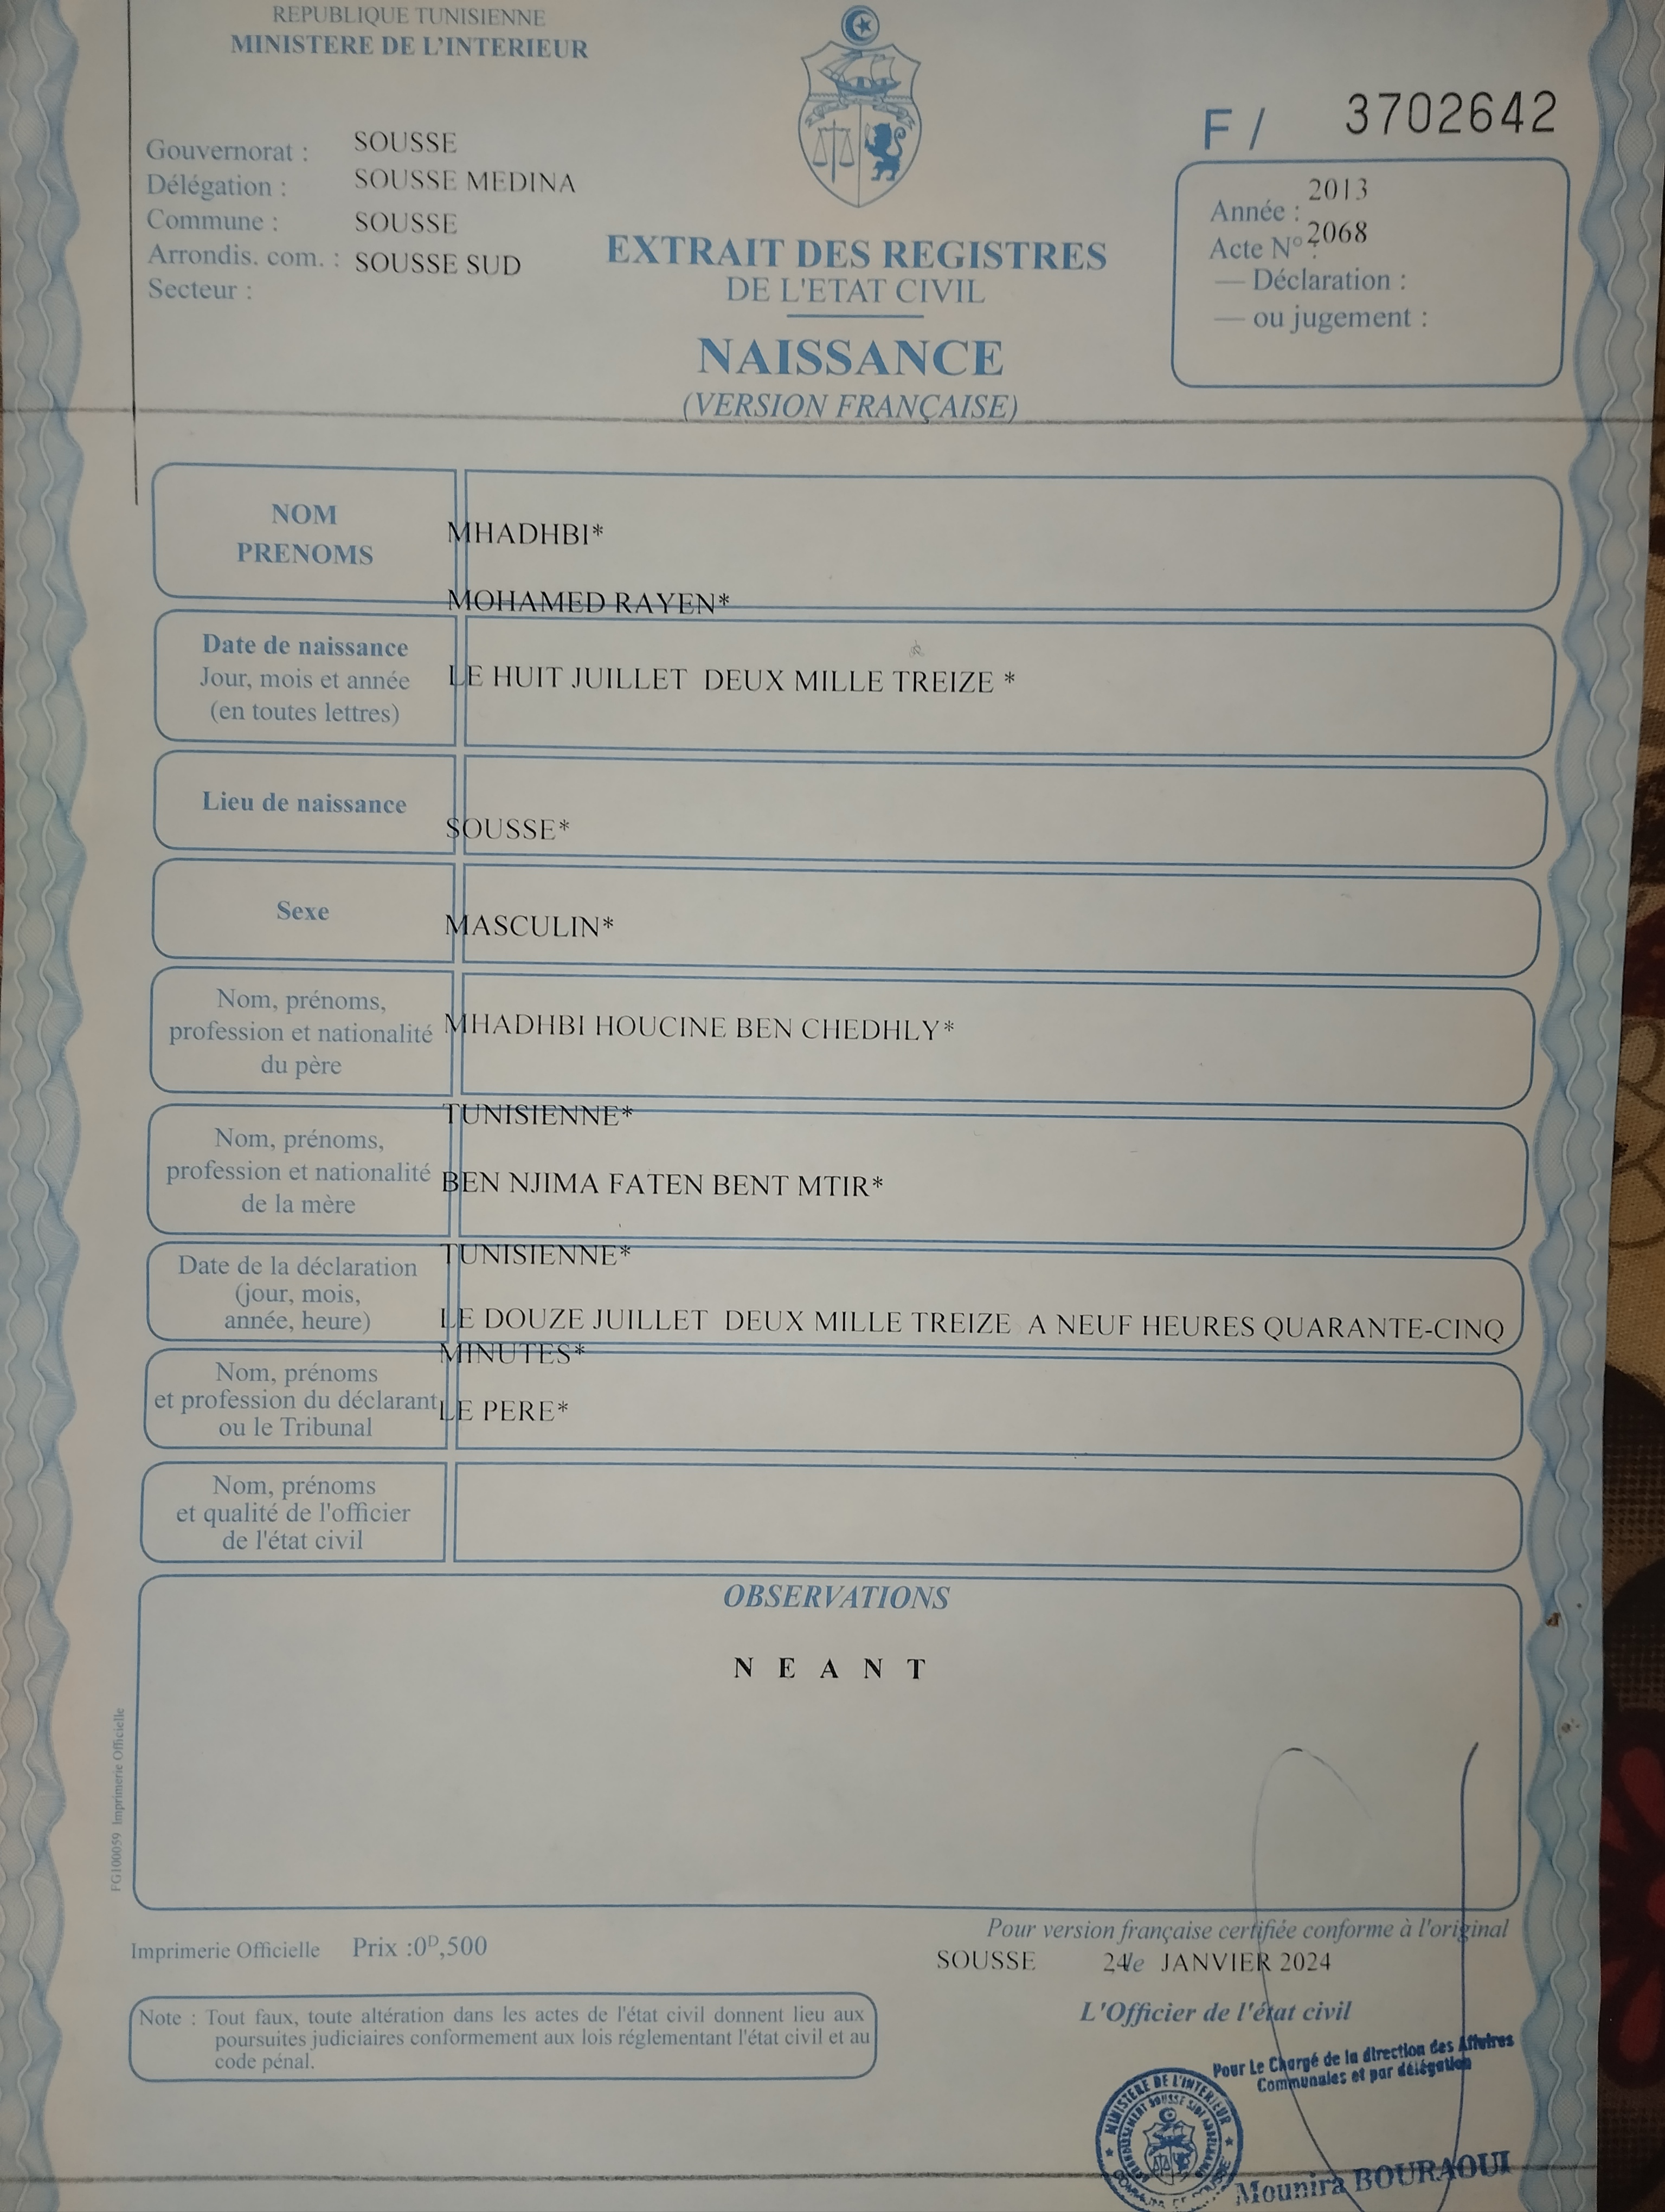 REPUBLIQUE TUNISIENNE
MINISTERE DE L'INTERIEUR
F / 3702642
Gouvernorat : SOUSSE
Délégation : SOUSSE MEDINA
Commune : SOUSSE
Arrondis. com. : SOUSSE SUD
Secteur :
Année : 2013
Acte N° : 2068
— Déclaration :
— ou jugement :
EXTRAIT DES REGISTRES
DE L'ETAT CIVIL
NAISSANCE
(VERSION FRANÇAISE)
NOM
PRENOMS
MHADHBI*
MOHAMED RAYEN*
Date de naissance
Jour, mois et année
(en toutes lettres)
LE HUIT JUILLET DEUX MILLE TREIZE *
Lieu de naissance
SOUSSE*
Sexe
MASCULIN*
Nom, prénoms,
profession et nationalité
du père
MHADHBI HOUCINE BEN CHEDHLY*
TUNISIENNE*
Nom, prénoms,
profession et nationalité
de la mère
BEN NJIMA FATEN BENT MTIR*
TUNISIENNE*
Date de la déclaration
(jour, mois,
année, heure)
LE DOUZE JUILLET DEUX MILLE TREIZE A NEUF HEURES QUARANTE-CINQ
MINUTES*
Nom, prénoms
et profession du déclarant
ou le Tribunal
LE PERE*
Nom, prénoms
et qualité de l'officier
de l'état civil
OBSERVATIONS
N E A N T
FG100059 Imprimerie Officielle
Imprimerie Officielle Prix :0ᴰ,500
Pour version française certifiée conforme à l'original
SOUSSE 24 le JANVIER 2024
L'Officier de l'état civil
Note : Tout faux, toute altération dans les actes de l'état civil donnent lieu aux
poursuites judiciaires conformement aux lois réglementant l'état civil et au
code pénal.
Pour Le Chargé de la direction des Affaires
Communales et par délégation
MINISTERE DE L'INTERIEUR
COMMUNE DE SOUSSE
Mounira BOURAOUI